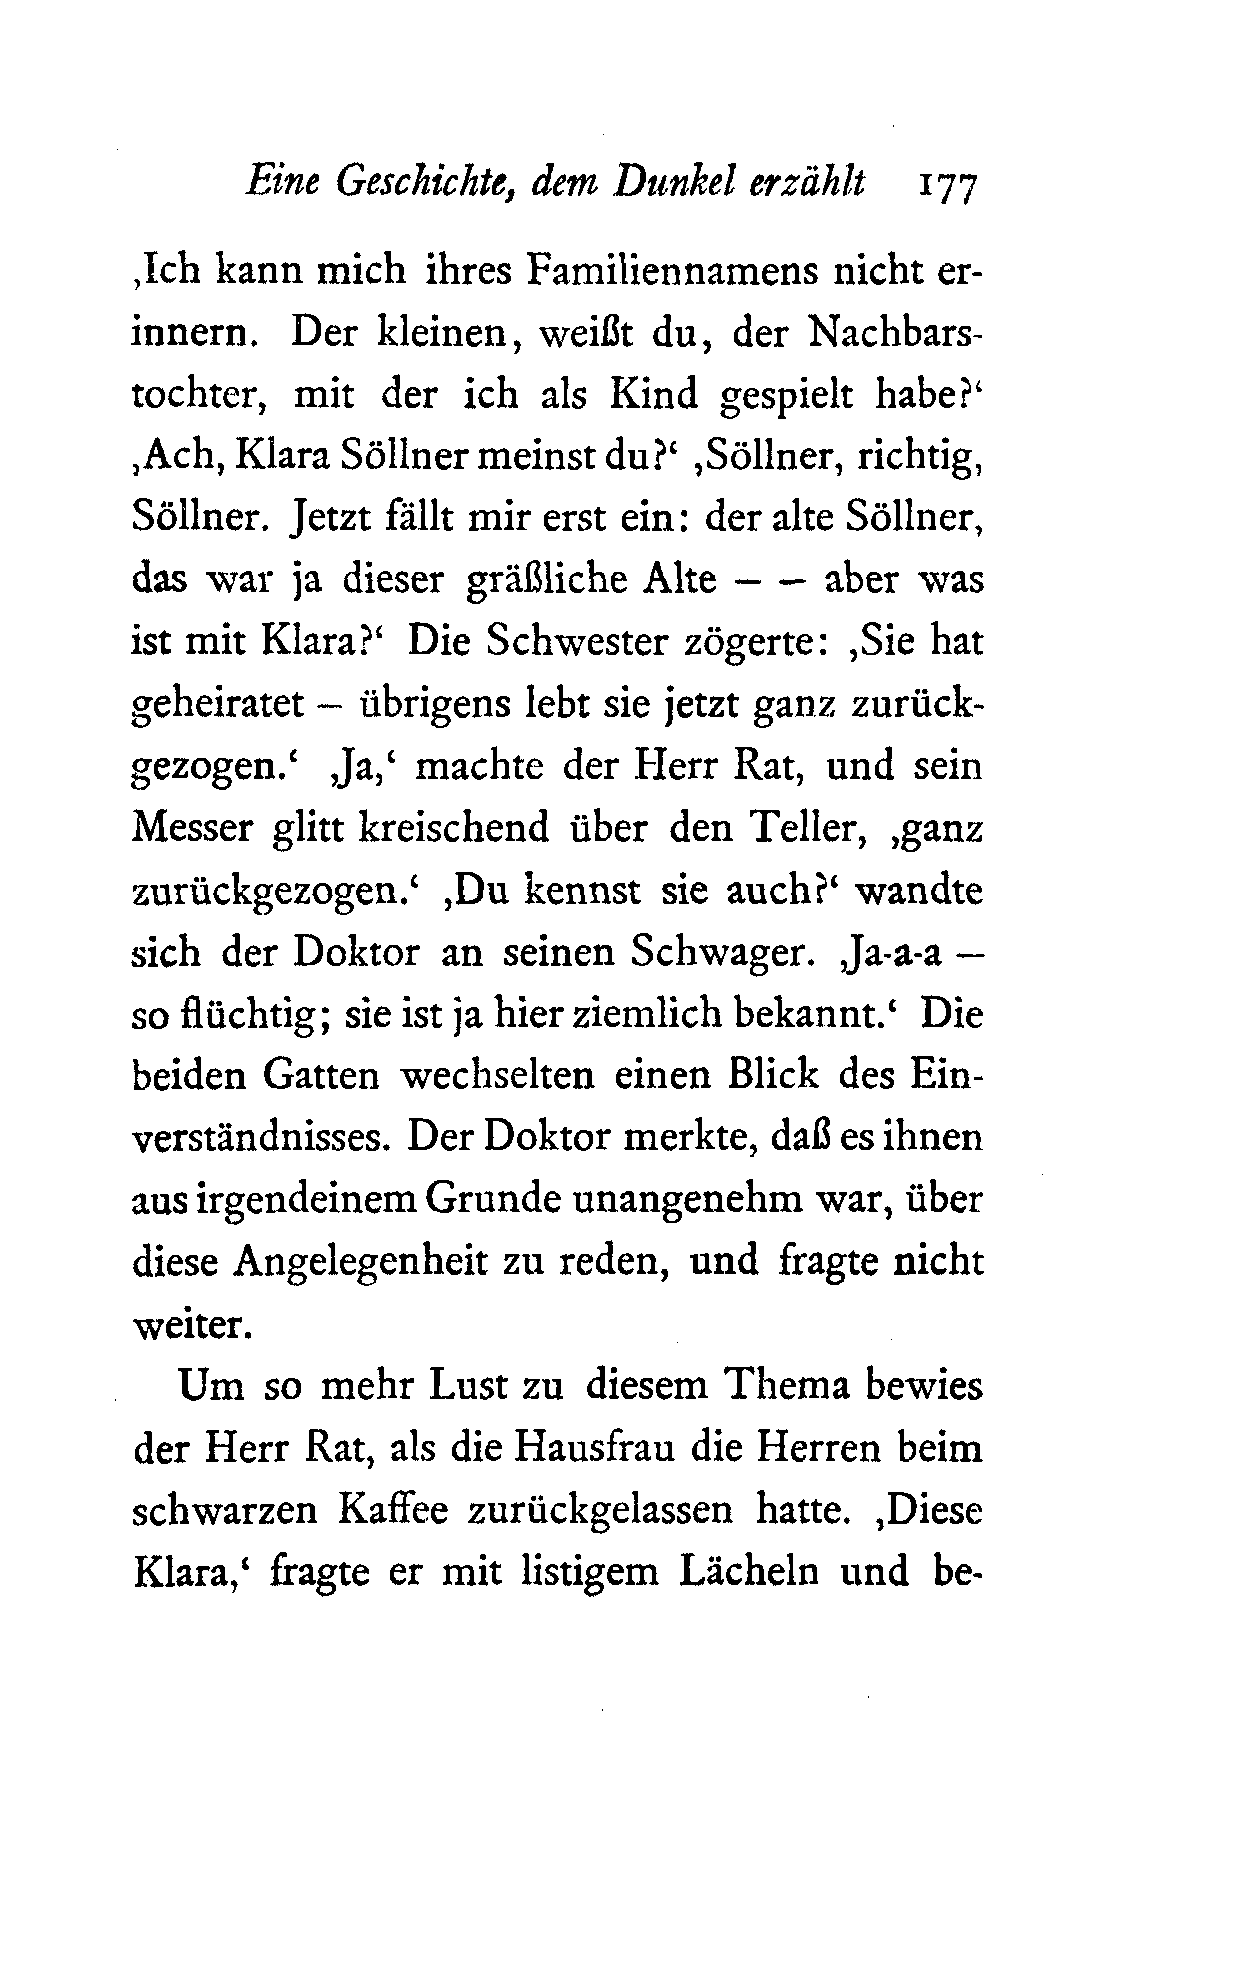 Eine Geschichte, dem Dunkel erzählt 177
‚Ich kann mich ihres Familiennamens nicht er-
innern. Der kleinen, weißt du, der Nachbars-
tochter, mit der ich als Kind gespielt habe?‘
‚Ach, Klara Söllner meinst du?‘ ‚Söllner, richtig,
Söllner. Jetzt fällt mir erst ein: der alte Söllner,
das war ja dieser gräßliche Alte – – aber was
ist mit Klara?‘ Die Schwester zögerte: ‚Sie hat
geheiratet – übrigens lebt sie jetzt ganz zurück-
gezogen.‘ ‚Ja,‘ machte der Herr Rat, und sein
Messer glitt kreischend über den Teller, ‚ganz
zurückgezogen.‘ ‚Du kennst sie auch?‘ wandte
sich der Doktor an seinen Schwager. ‚Ja-a-a –
so flüchtig; sie ist ja hier ziemlich bekannt.‘ Die
beiden Gatten wechselten einen Blick des Ein-
verständnisses. Der Doktor merkte, daß es ihnen
aus irgendeinem Grunde unangenehm war, über
diese Angelegenheit zu reden, und fragte nicht
weiter.
Um so mehr Lust zu diesem Thema bewies
der Herr Rat, als die Hausfrau die Herren beim
schwarzen Kaffee zurückgelassen hatte. ‚Diese
Klara,‘ fragte er mit listigem Lächeln und be-